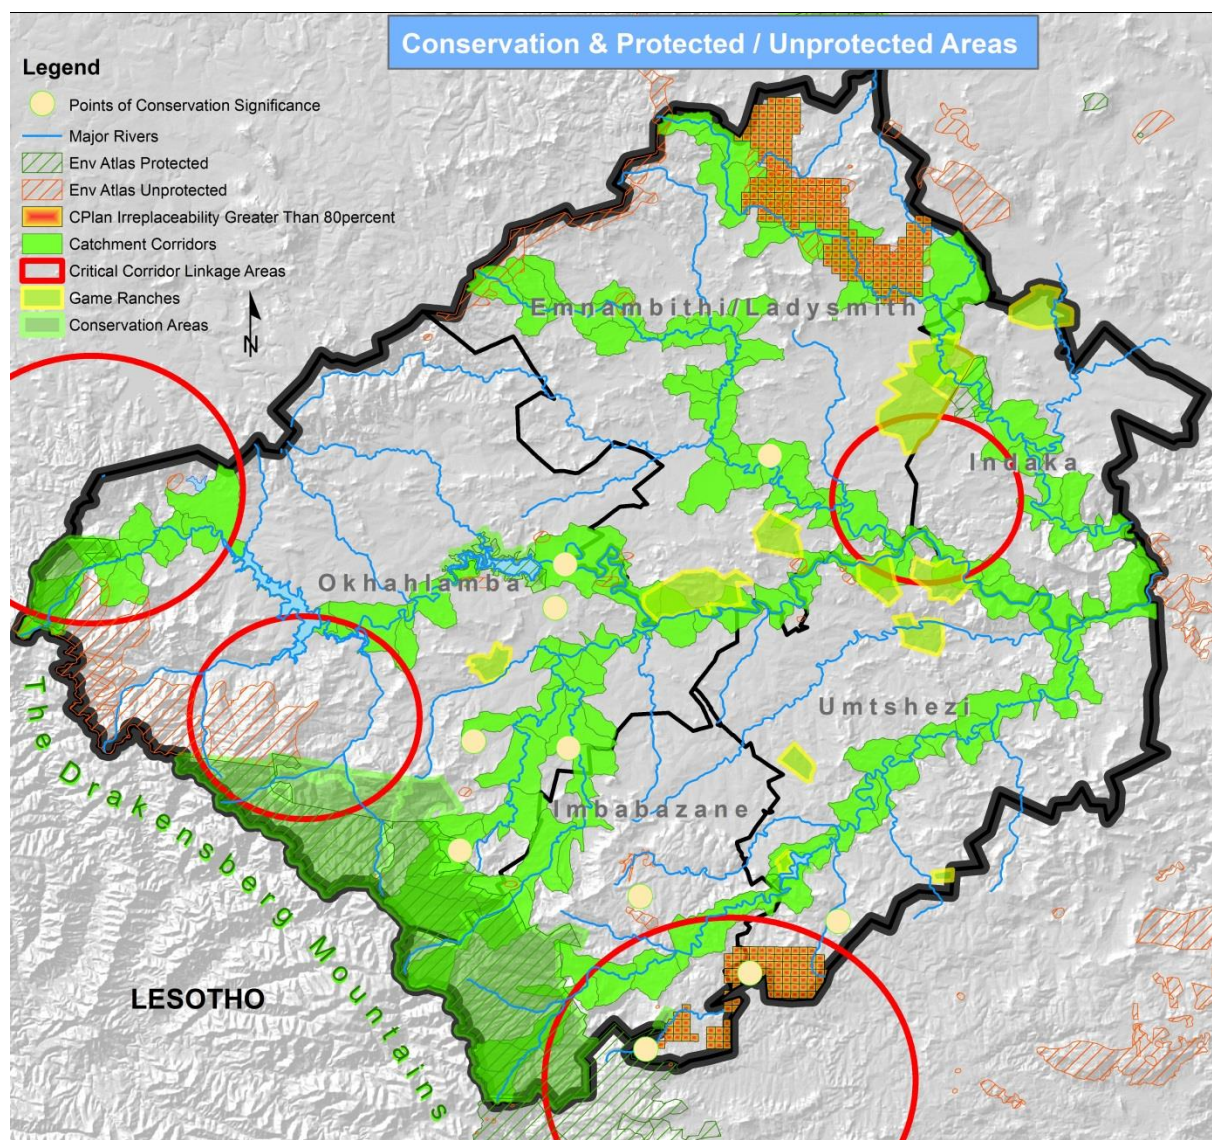 Conservation & Protected / Unprotected Areas
Legend
Points of Conservation Significance
Major Rivers
Env Atlas Protected
Env Atlas Unprotected
CPlan Irreplaceability Greater Than 80percent
Catchment Corridors
Critical Corridor Linkage Areas
Game Ranches
Conservation Areas
N
Emnambithi/Ladysmith
Indaka
Okhahlamba
Umtshezi
Imbabazane
The Drakensberg Mountains
LESOTHO